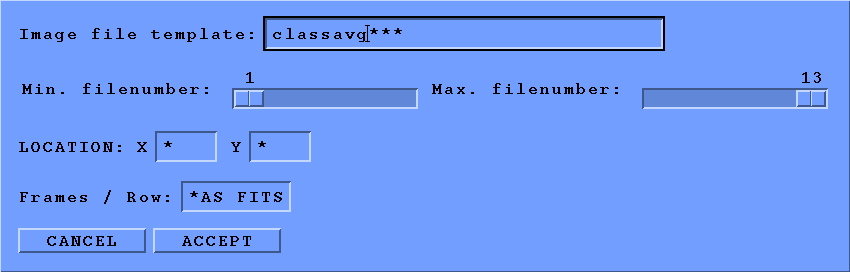 Image file template: classavg***
1 13
Min. filenumber: Max. filenumber:
LOCATION: X * Y *
Frames / Row: *AS FITS
CANCEL ACCEPT